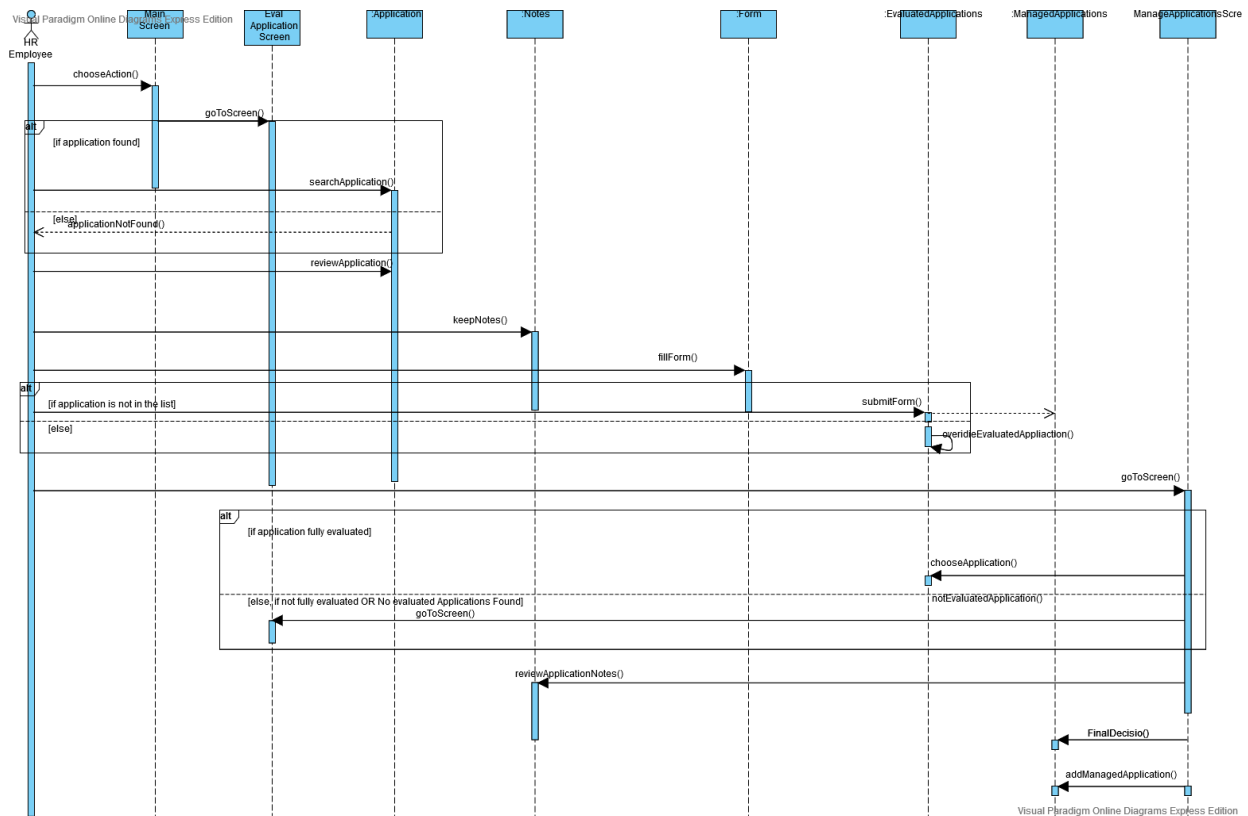 Visual Paradigm Online Diagrams Express Edition
HR
Employee
Main
Screen
Eval
Application
Screen
:Application
:Notes
:Form
:EvaluatedApplications
:ManagedApplications
ManageApplicationsScre
chooseAction()
goToScreen()
alt
[if application found]
searchApplication()
[else]
applicationNotFound()
reviewApplication()
keepNotes()
fillForm()
alt
[if application is not in the list]
submitForm()
[else]
overidieEvaluatedAppliaction()
goToScreen()
alt
[if application fully evaluated]
chooseApplication()
[else, if not fully evaluated OR No evaluated Applications Found]
notEvaluatedApplication()
goToScreen()
reviewApplicationNotes()
FinalDecisio()
addManagedApplication()
Visual Paradigm Online Diagrams Express Edition